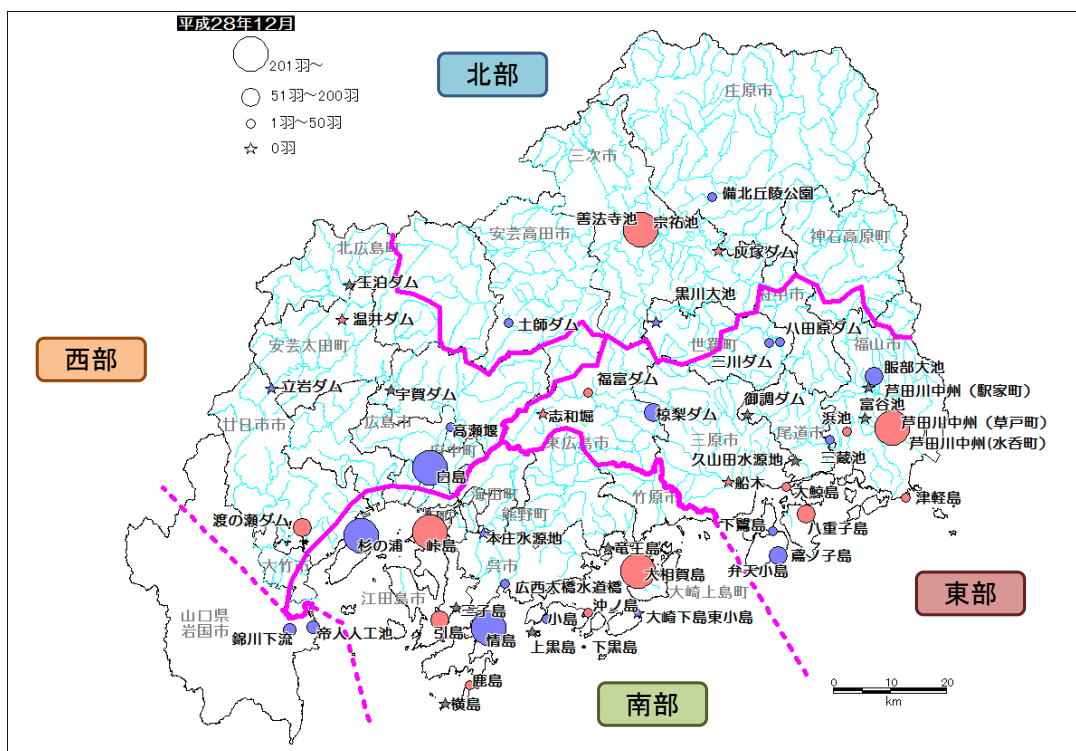 平成28年12月
201羽～
51羽～200羽
1羽～50羽
0羽
北部
庄原市
三次市
備北丘陵公園
善法寺池
宗祐池
安芸高田市
神石高原町
北広島町
灰塚ダム
玉泊ダム
黒川大池
府中市
温井ダム
土師ダム
八田原ダム
世羅町
福山市
安芸太田町
三川ダム
西部
服部大池
福富ダム
立岩ダム
宇賀ダム
芦田川中州（駅家町）
御調ダム
富谷池
廿日市市
広島市
志和堀
椋梨ダム
浜池
芦田川中州（草戸町）
高瀬堰
三原市
尾道市
府中町
東広島市
芦田川中州(水呑町)
三蔵池
久山田水源地
白島
船木
大鯨島
海田町
竹原市
津軽島
熊野町
渡の瀬ダム
八重子島
下鷺島
杉の浦
峠島
本庄水源地
竜王島
弁天小島
鳶ノ子島
大竹市
呉市
大相賀島
広西大橋水道橋
大崎上島町
東部
江田島市
三子島
沖ノ島
山口県
岩国市
小島
大崎下島東小島
錦川下流
帝人人工池
引島
情島
上黒島・下黒島
鹿島
横島
南部
0
10
20
km